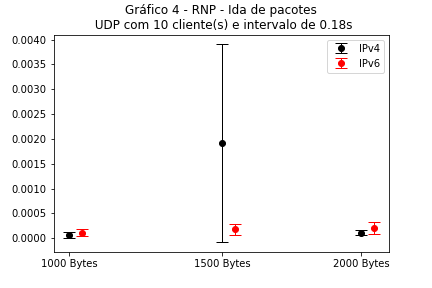 Gráfico 4 - RNP - Ida de pacotes
UDP com 10 cliente(s) e intervalo de 0.18s
IPv4
IPv6
0.0040
0.0035
0.0030
0.0025
0.0020
0.0015
0.0010
0.0005
0.0000
1000 Bytes
1500 Bytes
2000 Bytes